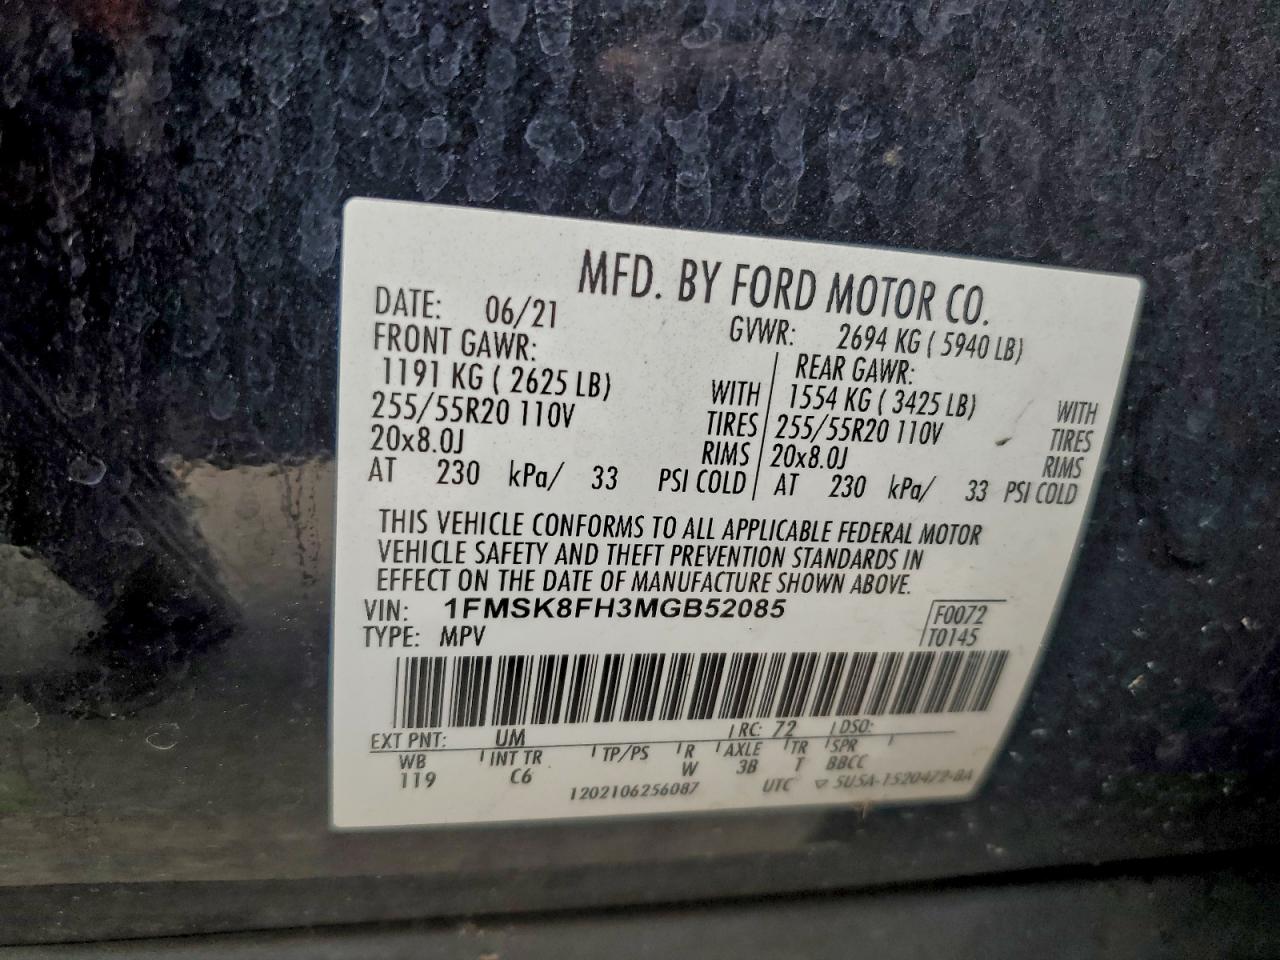 MFD. BY FORD MOTOR CO.
DATE: 06/21 GVWR: 2694 KG ( 5940 LB)
FRONT GAWR: REAR GAWR:
1191 KG ( 2625 LB) WITH 1554 KG ( 3425 LB) WITH
255/55R20 110V TIRES 255/55R20 110V TIRES
20x8.0J RIMS 20x8.0J RIMS
AT 230 kPa/ 33 PSI COLD AT 230 kPa/ 33 PSI COLD
THIS VEHICLE CONFORMS TO ALL APPLICABLE FEDERAL MOTOR
VEHICLE SAFETY AND THEFT PREVENTION STANDARDS IN
EFFECT ON THE DATE OF MANUFACTURE SHOWN ABOVE.
VIN: 1FMSK8FH3MGB52085 F0072
TYPE: MPV T0145
EXT PNT: UM RC: 72 DSO:
WB INT TR TP/PS R AXLE TR SPR
119 C6 W 3B T BBCC
1202106256087 UTC ▽ 5U5A-1520472-BA